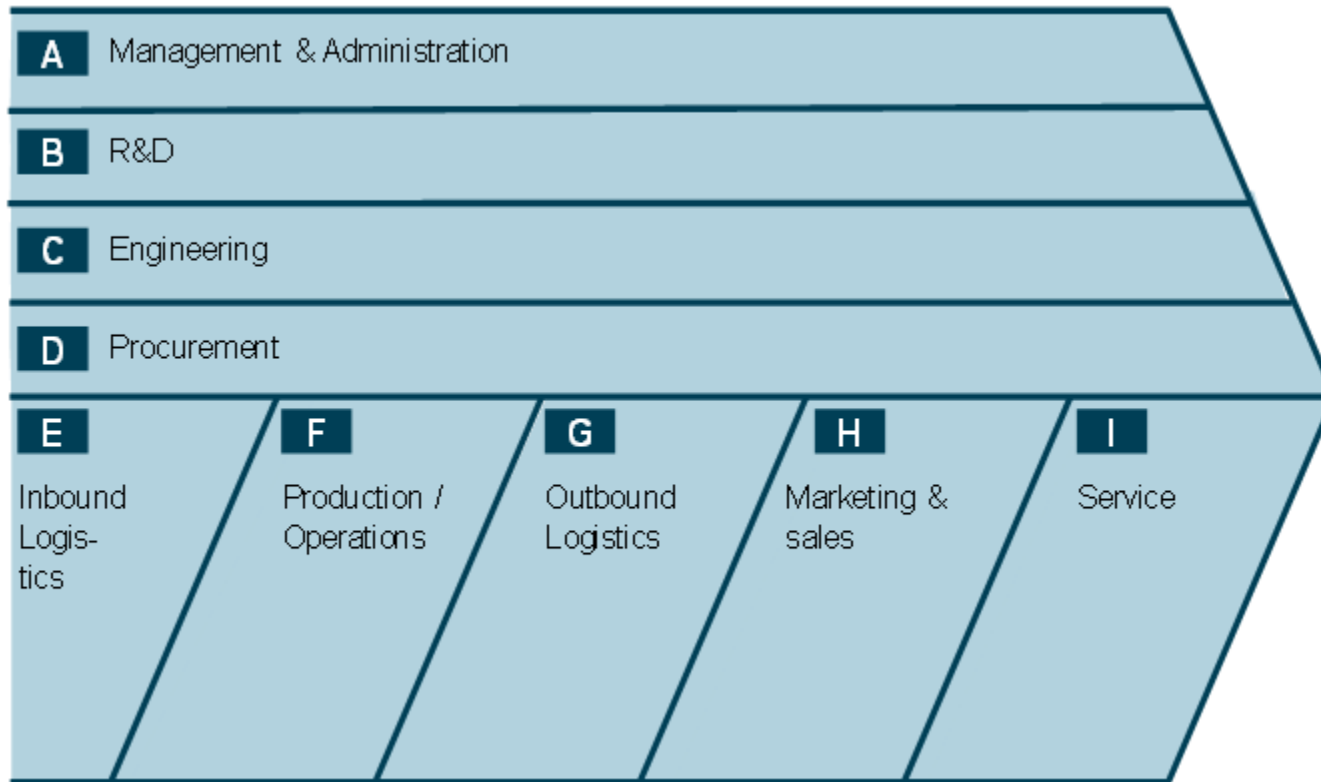 A Management & Administration
B R&D
C Engineering
D Procurement
E
Inbound
Logis-
tics
F
Production /
Operations
G
Outbound
Logistics
H
Marketing &
sales
I
Service